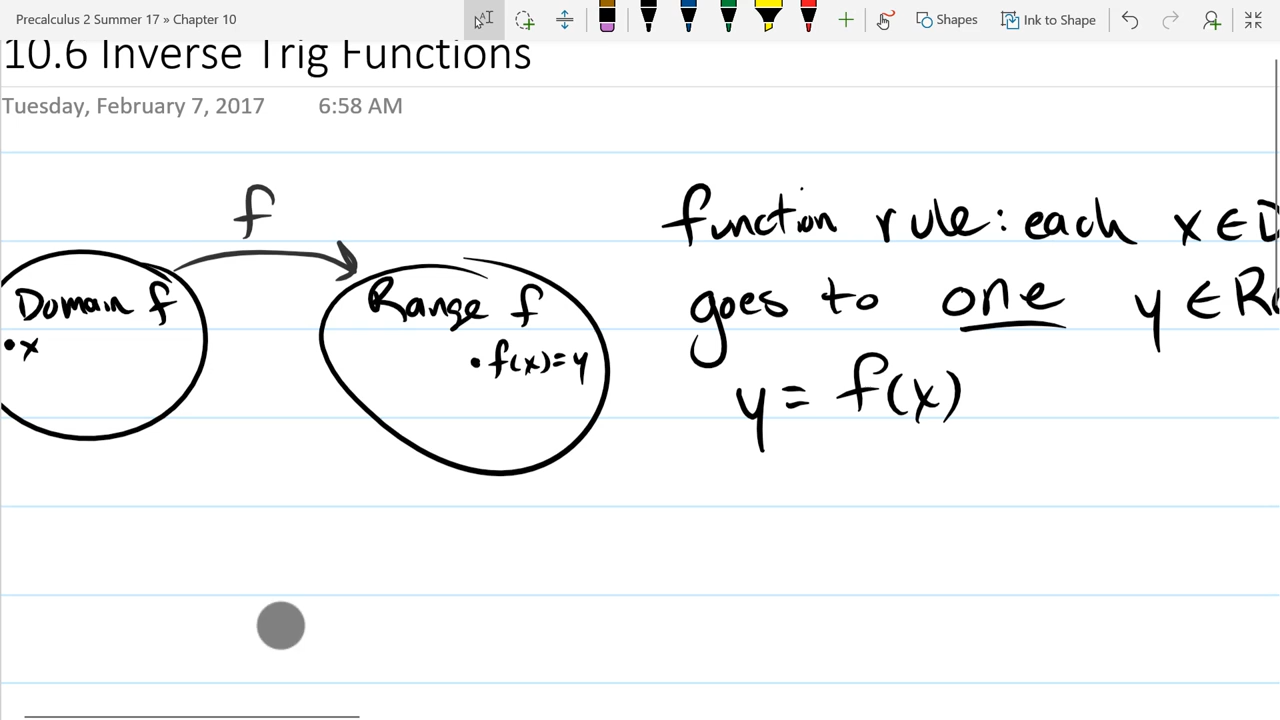 Precalculus 2 Summer 17 » Chapter 10
Shapes
Ink to Shape
10.6 Inverse Trig Functions
Tuesday, February 7, 2017 6:58 AM
f
Domain f
• x
Range f
• f(x)=y
function rule: each x ∈
goes to one y ∈ R
y = f(x)